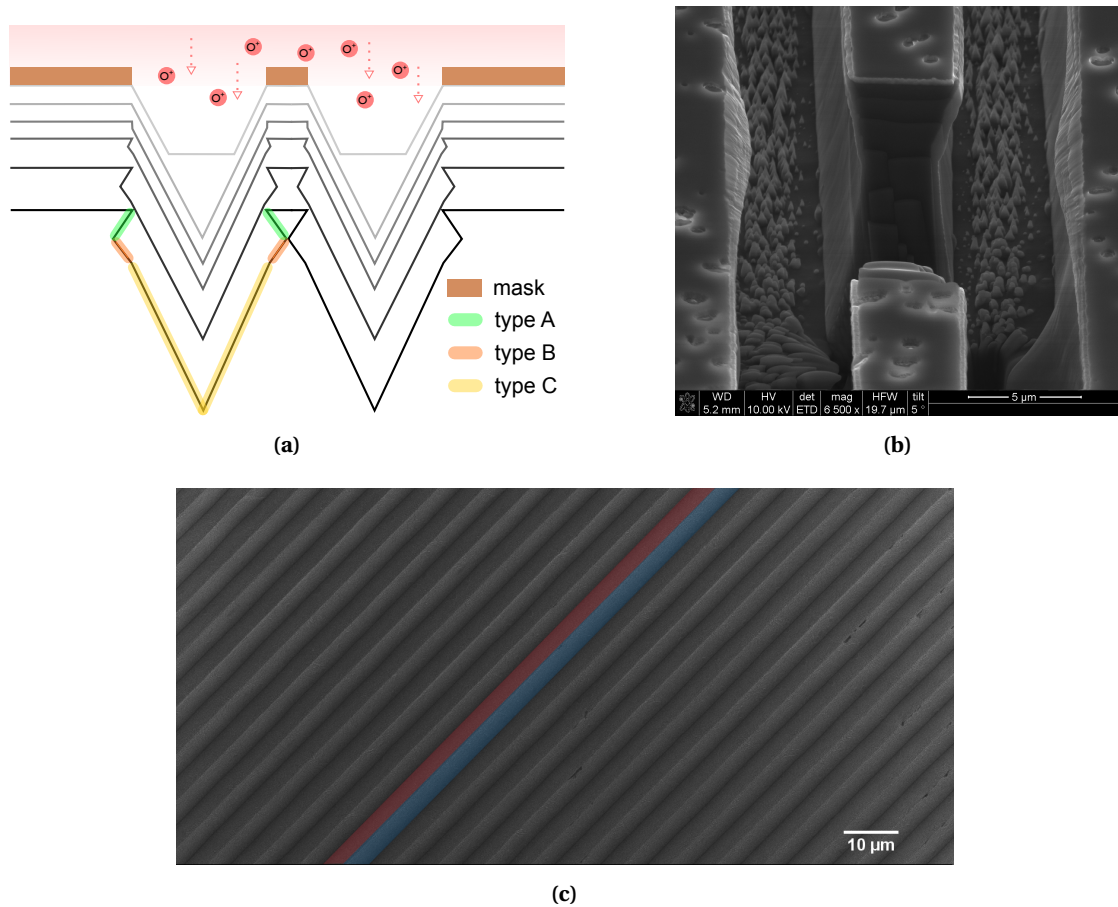 O⁺ O⁺ O⁺ O⁺ O⁺ O⁺ O⁺
mask
type A
type B
type C
(a)
WD HV det mag HFW tilt
5.2 mm 10.00 kV ETD 6 500 x 19.7 µm 5 ° 5 µm
(b)
10 µm
(c)